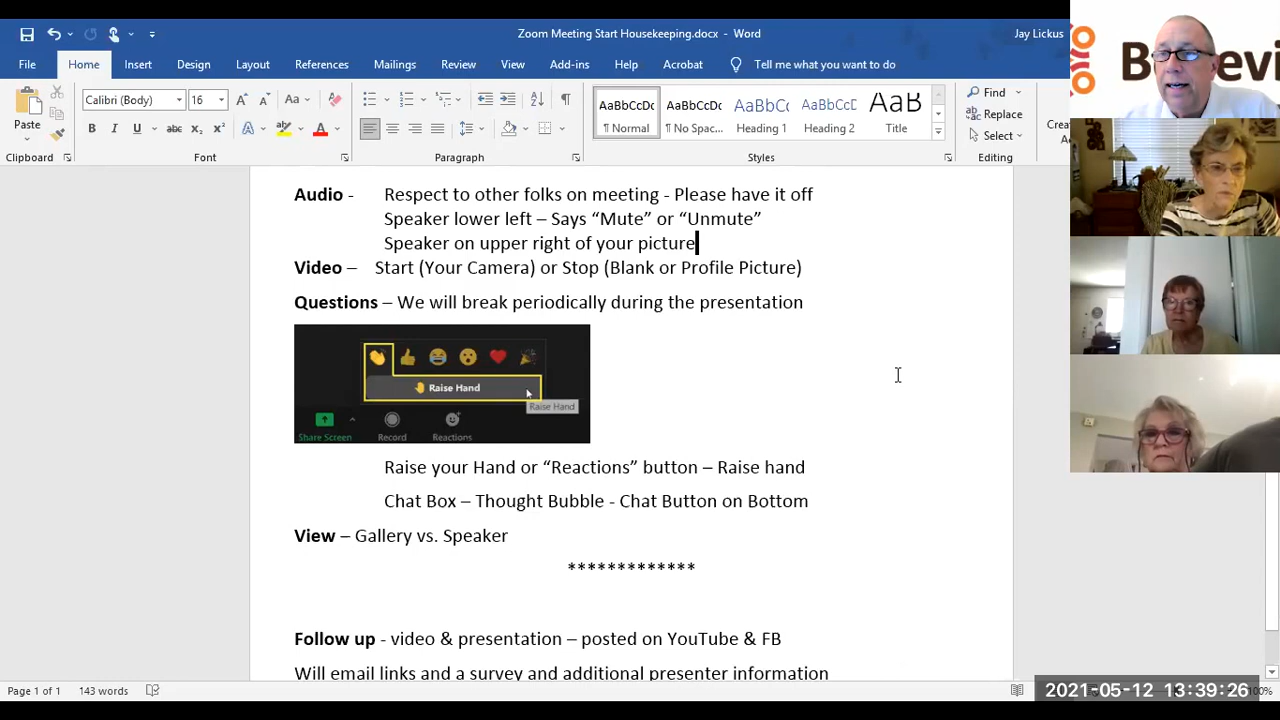 Zoom Meeting Start Housekeeping.docx - Word
Jay Lickus
File Home Insert Design Layout References Mailings Review View Add-ins Help Acrobat Tell me what you want to do
Paste
Clipboard
Calibri (Body) 16
Font
Paragraph
AaBbCcDc AaBbCcDc AaBbCc AaBbCcD AaB
¶ Normal ¶ No Spac... Heading 1 Heading 2 Title
Styles
Find
Replace
Select
Editing
Audio - Respect to other folks on meeting - Please have it off
Speaker lower left – Says “Mute” or “Unmute”
Speaker on upper right of your picture
Video – Start (Your Camera) or Stop (Blank or Profile Picture)
Questions – We will break periodically during the presentation
Raise Hand
Raise Hand
Share Screen Record Reactions
Raise your Hand or “Reactions” button – Raise hand
Chat Box – Thought Bubble - Chat Button on Bottom
View – Gallery vs. Speaker
*************
Follow up - video & presentation – posted on YouTube & FB
Will email links and a survey and additional presenter information
Page 1 of 1 143 words
2021-05-12 13:39:26